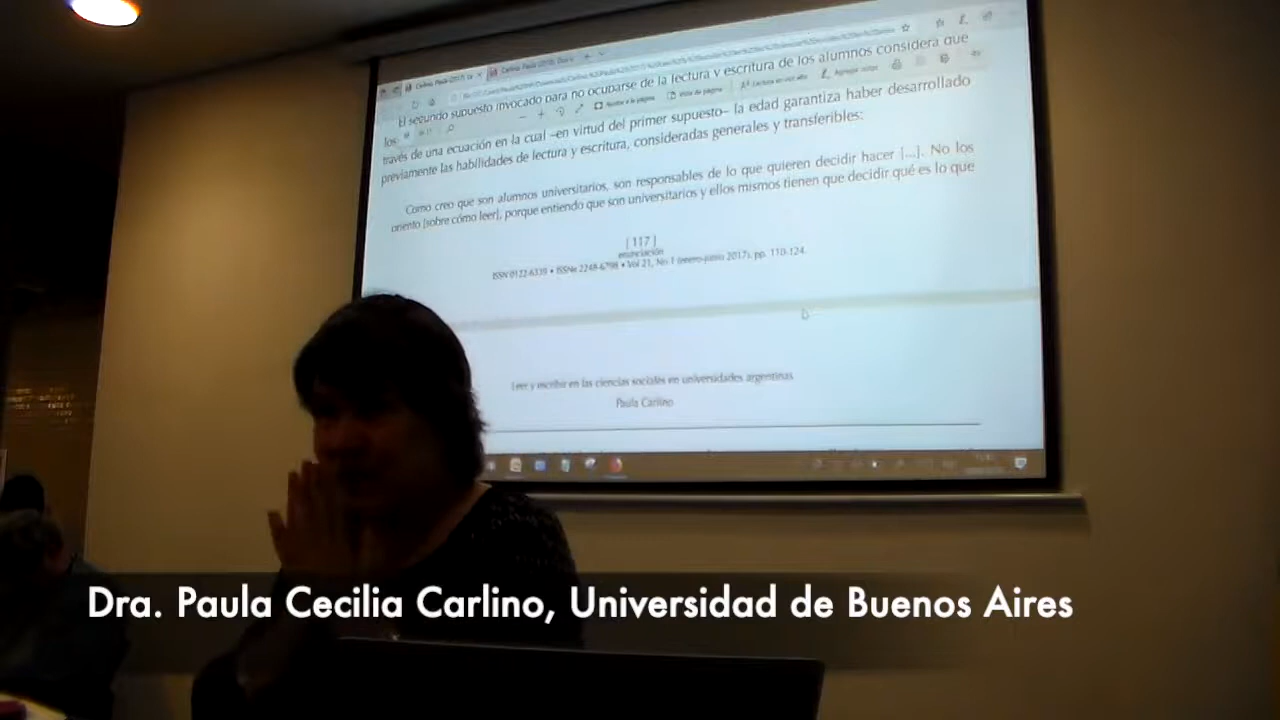 El segundo supuesto invocado para no ocuparse de la lectura y escritura de los alumnos considera que
los
través de una ecuación en la cual –en virtud del primer supuesto– la edad garantiza haber desarrollado
previamente las habilidades de lectura y escritura, consideradas generales y transferibles:
Como creo que son alumnos universitarios, son responsables de lo que quieren decidir hacer [...]. No los
oriento [sobre cómo leer], porque entiendo que son universitarios y ellos mismos tienen que decidir qué es lo que
[ 117 ]
enunciación
ISSN 0122-6339 • ISSNe 2248-6798 • Vol 21, No 1 (enero-junio 2017). pp. 110-124.
Leer y escribir en las ciencias sociales en universidades argentinas
Paula Carlino
Dra. Paula Cecilia Carlino, Universidad de Buenos Aires